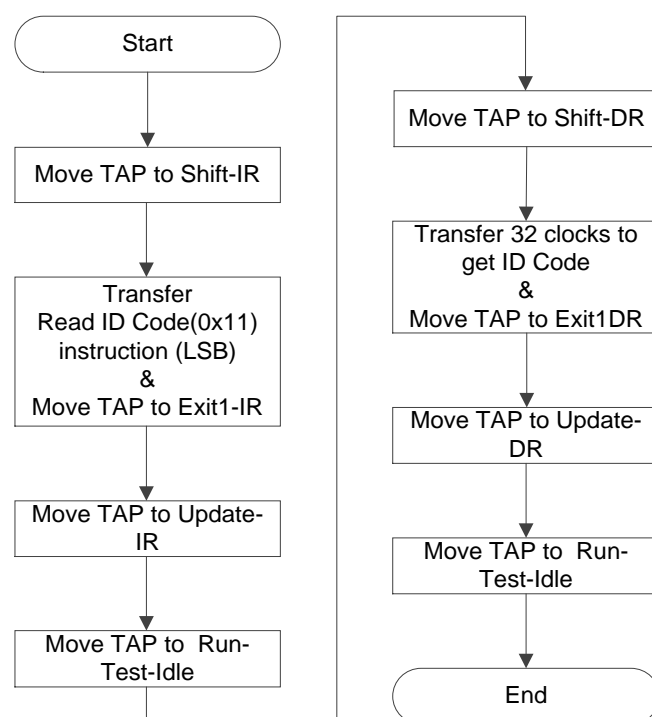 Start
Move TAP to Shift-IR
Transfer
Read ID Code(0x11)
instruction (LSB)
&
Move TAP to Exit1-IR
Move TAP to Update-
IR
Move TAP to  Run-
Test-Idle
Move TAP to Shift-DR
Transfer 32 clocks to
get ID Code
&
Move TAP to Exit1DR
Move TAP to Update-
DR
Move TAP to  Run-
Test-Idle
End